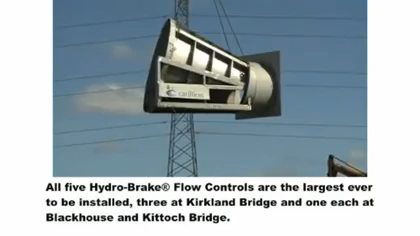 All five Hydro-Brake® Flow Controls are the largest ever
to be installed, three at Kirkland Bridge and one each at
Blackhouse and Kittoch Bridge.